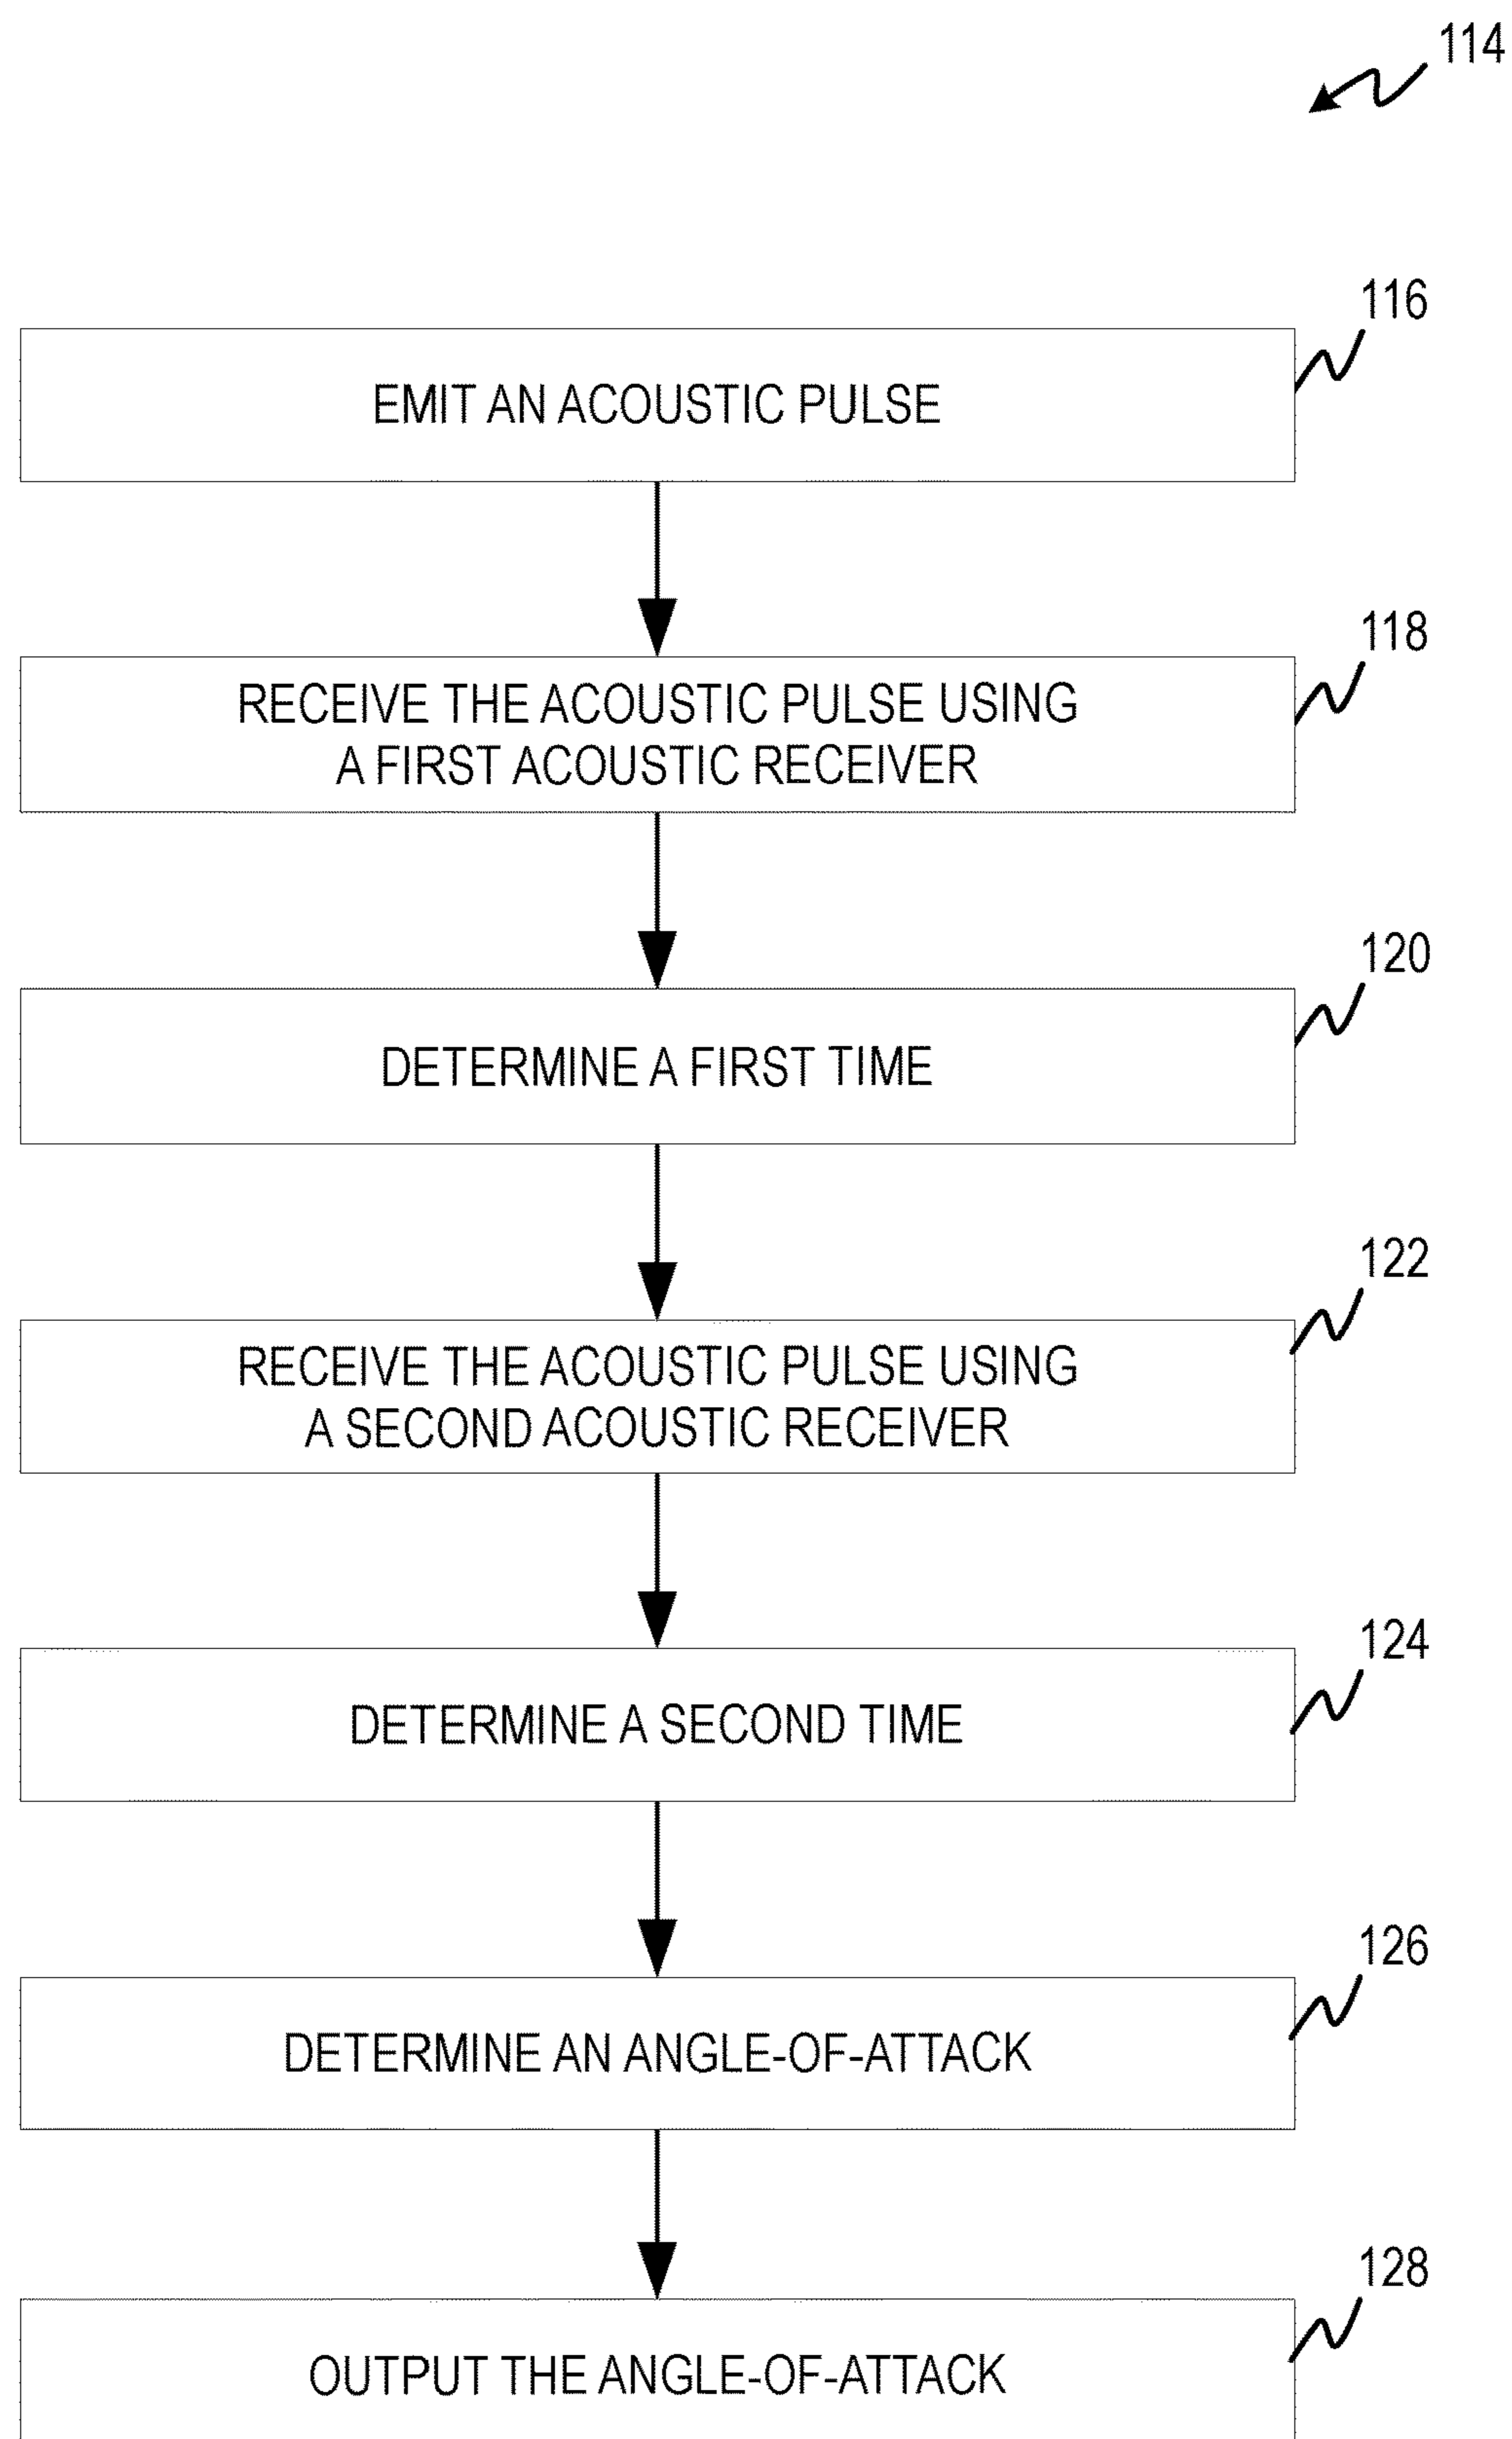 114
116
EMIT AN ACOUSTIC PULSE
118
RECEIVE THE ACOUSTIC PULSE USING
A FIRST ACOUSTIC RECEIVER
120
DETERMINE A FIRST TIME
122
RECEIVE THE ACOUSTIC PULSE USING
A SECOND ACOUSTIC RECEIVER
124
DETERMINE A SECOND TIME
126
DETERMINE AN ANGLE-OF-ATTACK
128
OUTPUT THE ANGLE-OF-ATTACK